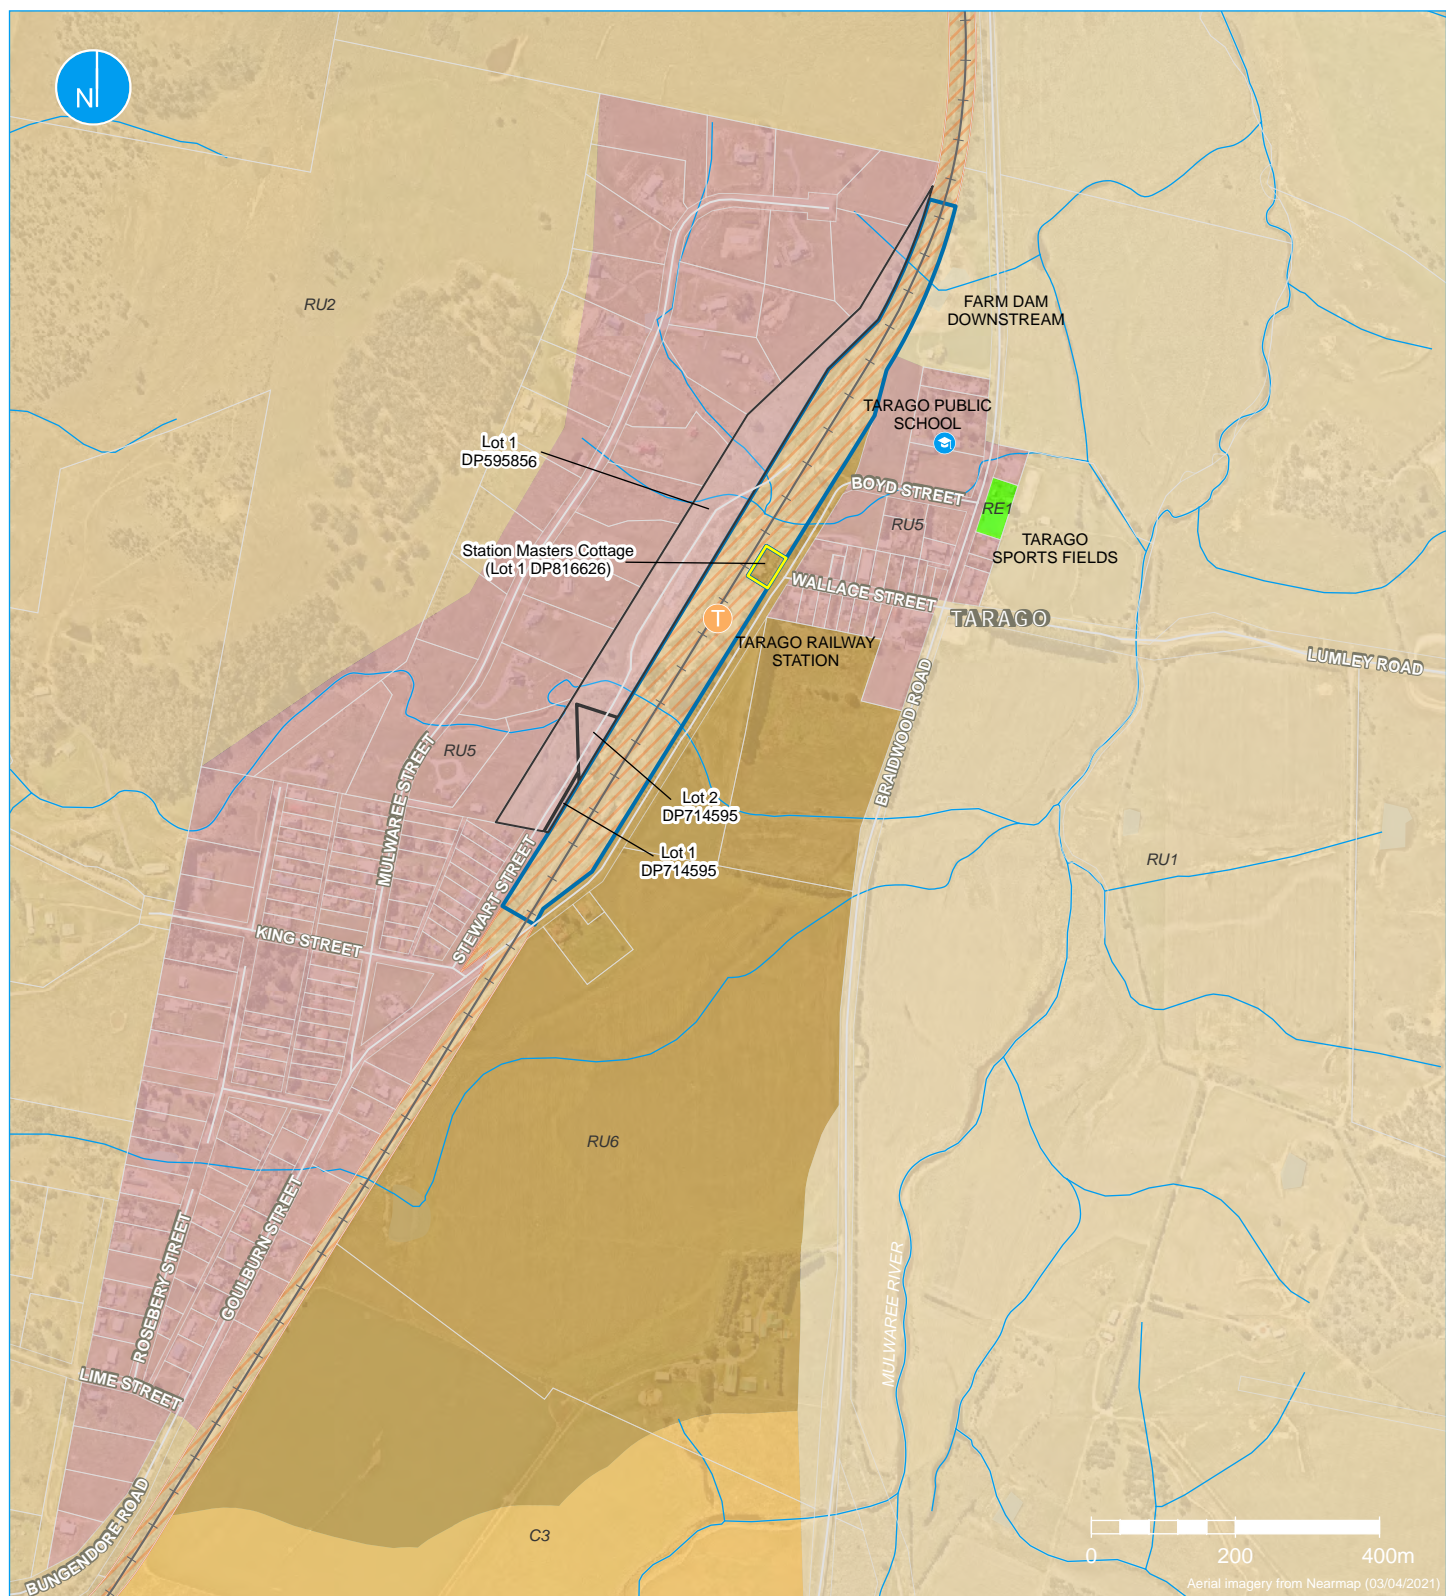 N
RU2
FARM DAM
DOWNSTREAM
TARAGO PUBLIC
SCHOOL
Lot 1
DP595856
BOYD STREET
RE1
RU5
TARAGO
SPORTS FIELDS
Station Masters Cottage
(Lot 1 DP816626)
WALLACE STREET
TARAGO
T
TARAGO RAILWAY
STATION
LUMLEY ROAD
BRAIDWOOD ROAD
RU5
MULWAREE STREET
Lot 2
DP714595
Lot 1
DP714595
RU1
STEWART STREET
KING STREET
RU6
ROSEBERY STREET
GOULBURN STREET
MULWAREE RIVER
LIME STREET
BUNGENDORE ROAD
C3
0 200 400m
Aerial imagery from Nearmap (03/04/2021)